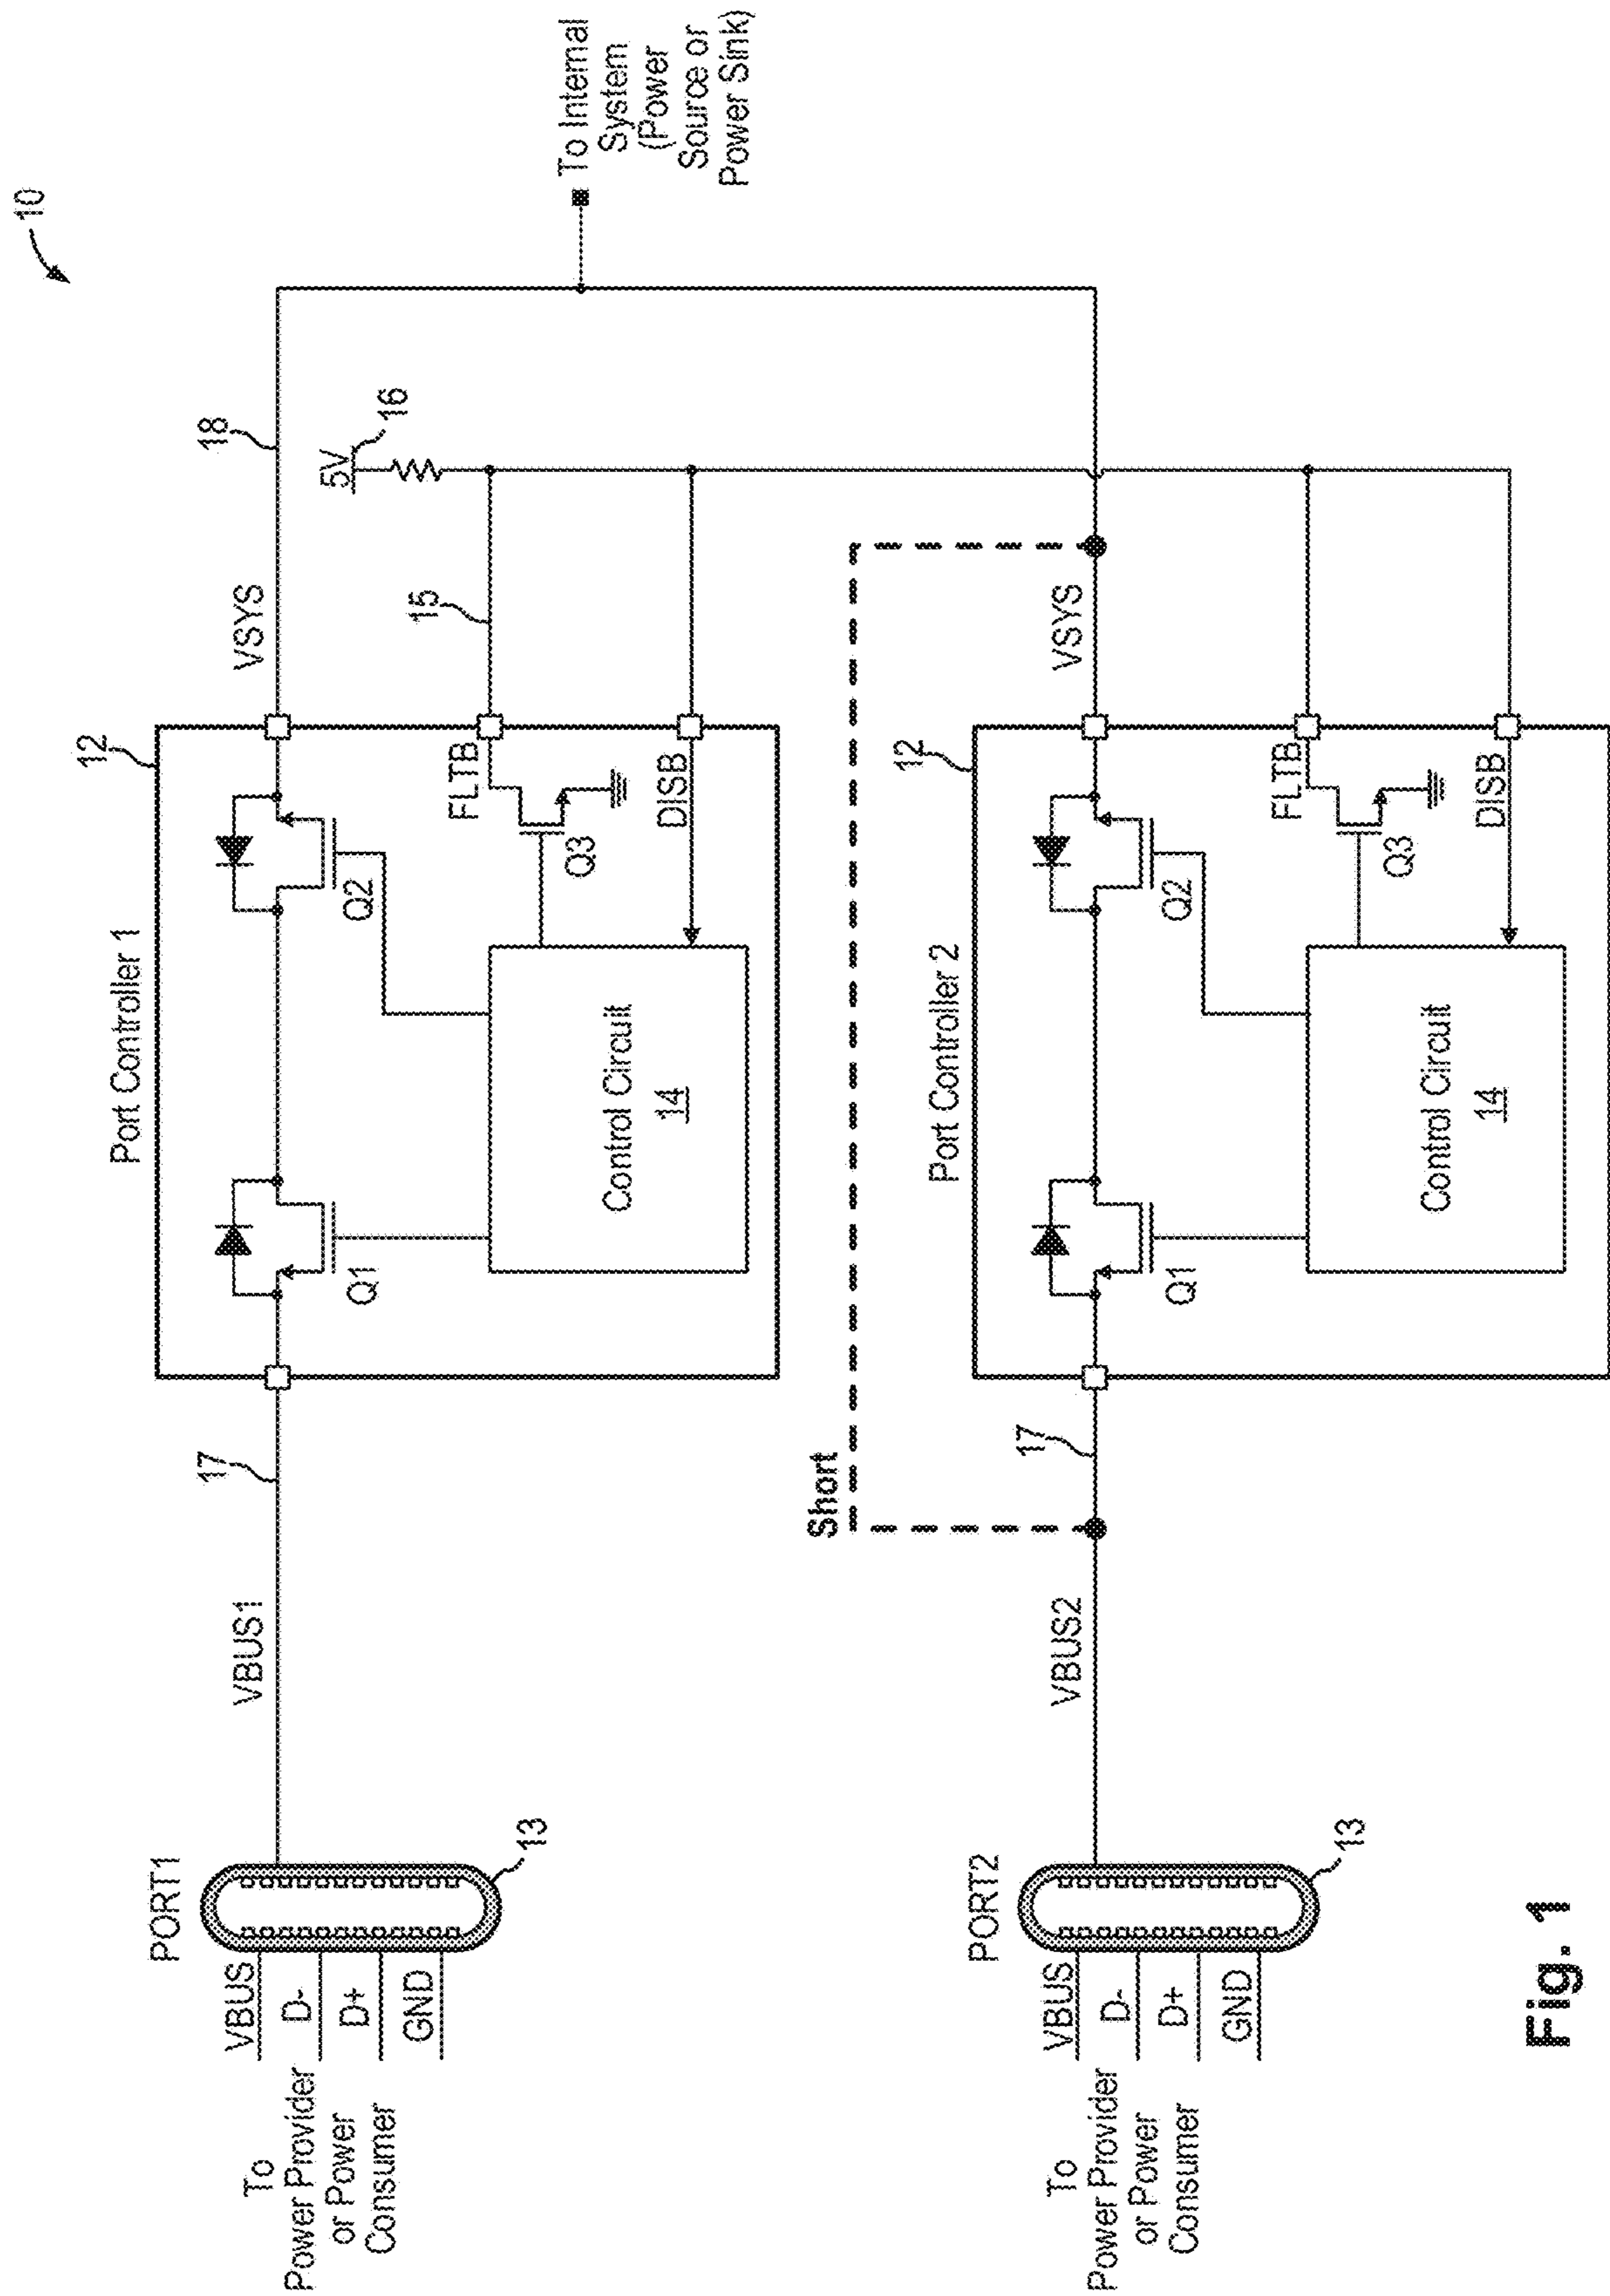 10
PORT1
VBUS
D-
D+
GND
To
Power Provider
or Power
Consumer
13
VBUS1
17
Port Controller 1
12
Q1
Q2
Control Circuit
14
Q3
FLTB
DISB
VSYS
18
15
5V
16
To Internal
System
(Power
Source or
Power Sink)
Short
PORT2
VBUS
D-
D+
GND
To
Power Provider
or Power
Consumer
13
VBUS2
17
Port Controller 2
12
Q1
Q2
Control Circuit
14
Q3
FLTB
DISB
VSYS
Fig. 1